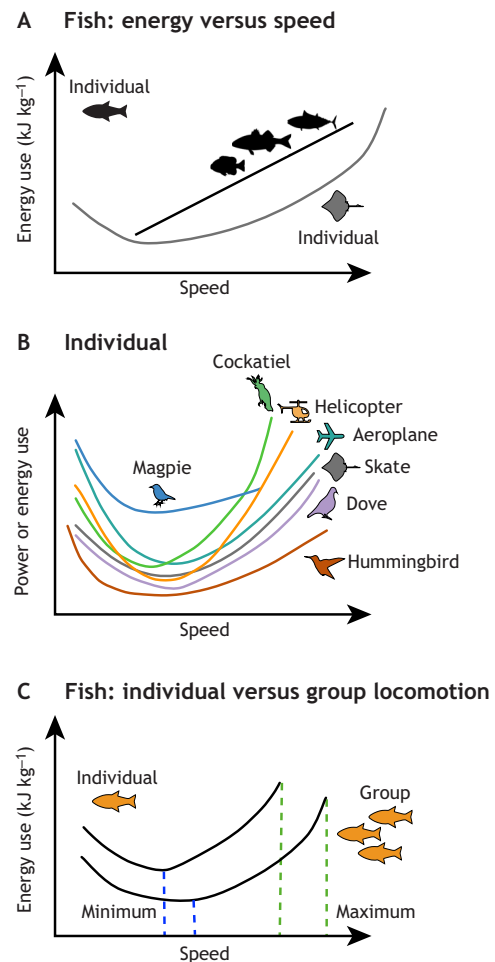 A Fish: energy versus speed
Energy use (kJ kg⁻¹)
Individual
Individual
Speed
B Individual
Power or energy use
Cockatiel
Helicopter
Aeroplane
Magpie
Skate
Dove
Hummingbird
Speed
C Fish: individual versus group locomotion
Energy use (kJ kg⁻¹)
Individual
Group
Minimum
Maximum
Speed